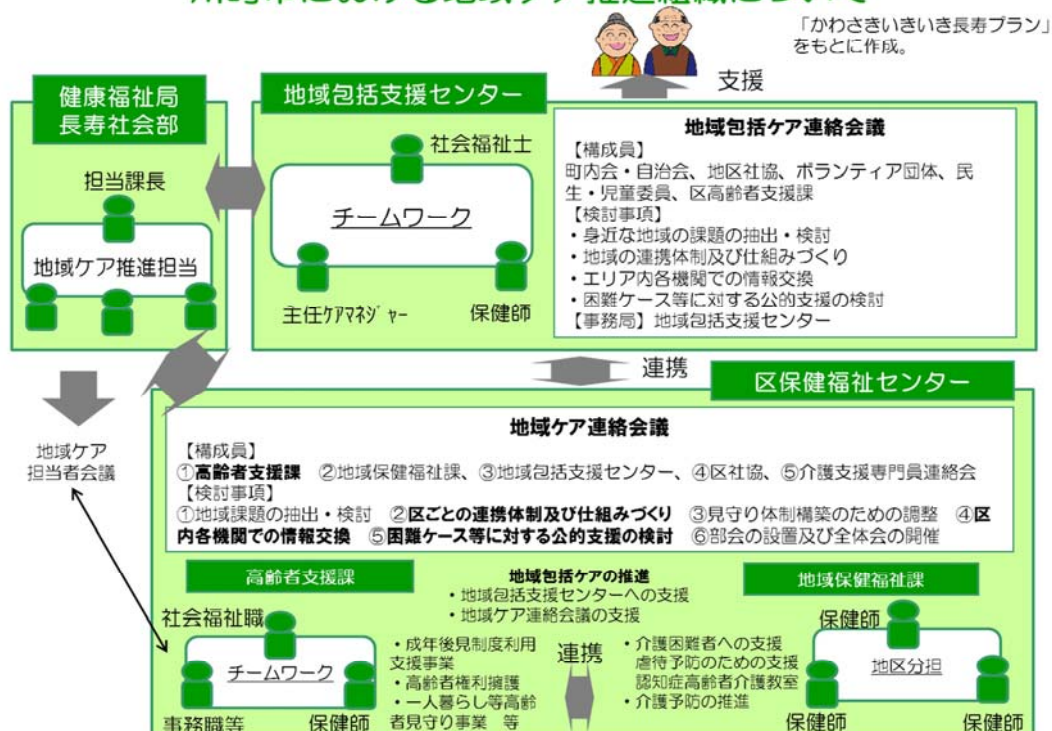 川崎市における地域ケア推進組織について
「かわさきいきいき長寿プラン」
をもとに作成。
支援
健康福祉局
長寿社会部
担当課長
地域ケア推進担当
地域包括支援センター
社会福祉士
チームワーク
主任ｹｱﾏﾈｼﾞｬｰ
保健師
地域包括ケア連絡会議
【構成員】
町内会・自治会、地区社協、ボランティア団体、民
生・児童委員、区高齢者支援課
【検討事項】
・身近な地域の課題の抽出・検討
・地域の連携体制及び仕組みづくり
・エリア内各機関での情報交換
・困難ケース等に対する公的支援の検討
【事務局】地域包括支援センター
連携
地域ケア
担当者会議
区保健福祉センター
地域ケア連絡会議
【構成員】
①高齢者支援課　②地域保健福祉課、③地域包括支援センター、④区社協、⑤介護支援専門員連絡会
【検討事項】
①地域課題の抽出・検討　②区ごとの連携体制及び仕組みづくり　③見守り体制構築のための調整　④区
内各機関での情報交換　⑤困難ケース等に対する公的支援の検討　⑥部会の設置及び全体会の開催
高齢者支援課
社会福祉職
チームワーク
事務職等
保健師
地域包括ケアの推進
・地域包括支援センターへの支援
・地域ケア連絡会議の支援
・成年後見制度利用
支援事業
・高齢者権利擁護
・一人暮らし等高齢
者見守り事業　等
連携
・介護困難者への支援
虐待予防のための支援
認知症高齢者介護教室
・介護予防の推進
地域保健福祉課
保健師
地区分担
保健師
保健師